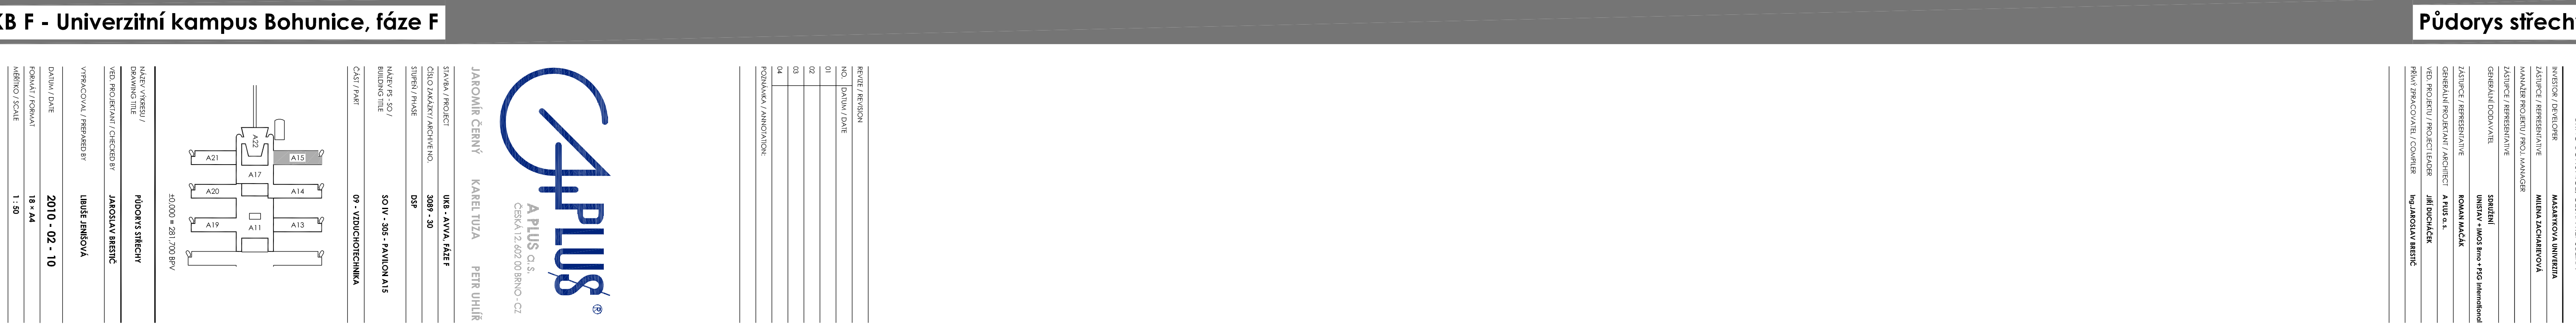 KB F - Univerzitní kampus Bohunice, fáze F
Půdorys střechy
INVESTOR / DEVELOPER MASARYKOVA UNIVERZITA
ZÁSTUPCE / REPRESENTATIVE MILENA ZACHARIEVOVÁ
MANAŽER PROJEKTU / PROJ. MANAGER
ZÁSTUPCE / REPRESENTATIVE
GENERÁLNÍ DODAVATEL SDRUŽENÍ
UNISTAV + IMOS Brno + PSG International
ZÁSTUPCE / REPRESENTATIVE ROMAN MAČÁK
GENERÁLNÍ PROJEKTANT / ARCHITECT A PLUS a.s.
VED. PROJEKTU / PROJECT LEADER JIŘÍ DUCHÁČEK
PŘÍMÝ ZPRACOVATEL / COMPILER Ing.JAROSLAV BRESTIČ
REVIZE / REVISION
NO. DATUM / DATE
01
02
03
04
POZNÁMKA / ANNOTATION:
APLUS ®
A PLUS a.s.
ČESKÁ 12, 602 00 BRNO - CZ
JAROMÍR ČERNÝ KAREL TUZA PETR UHLÍŘ
STAVBA / PROJECT UKB - AVVA, FÁZE F
ČÍSLO ZAKÁZKY/ ARCHIVE NO. 3089 - 30
STUPEŇ / PHASE DSP
NÁZEV PS - SO /
BUILDING TITLE SO IV - 305 - PAVILON A15
ČÁST / PART 09 - VZDUCHOTECHNIKA
A22
A21
A15
A17
A20
A14
A19
A11
A13
±0,000 = 281,700 BPV
NÁZEV VÝKRESU /
DRAWING TITLE PŮDORYS STŘECHY
VED. PROJEKTANT / CHECKED BY JAROSLAV BRESTIČ
VYPRACOVAL / PREPARED BY LIBUŠE JENIŠOVÁ
DATUM / DATE 2010 - 02 - 10
FORMÁT / FORMAT 18 × A4
MĚŘÍTKO / SCALE 1 : 50